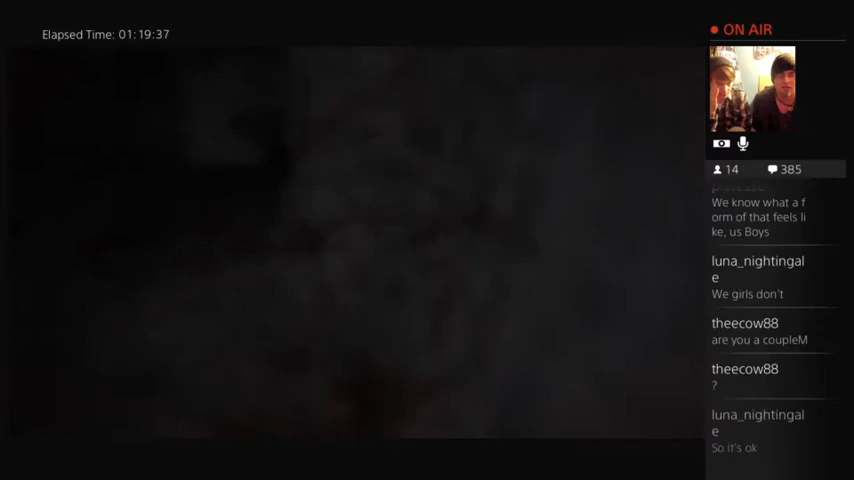 Elapsed Time: 01:19:37
ON AIR
14
385
We know what a f
orm of that feels li
ke, us Boys
luna_nightingal
e
We girls don't
theecow88
are you a coupleM
theecow88
?
luna_nightingal
e
So it's ok